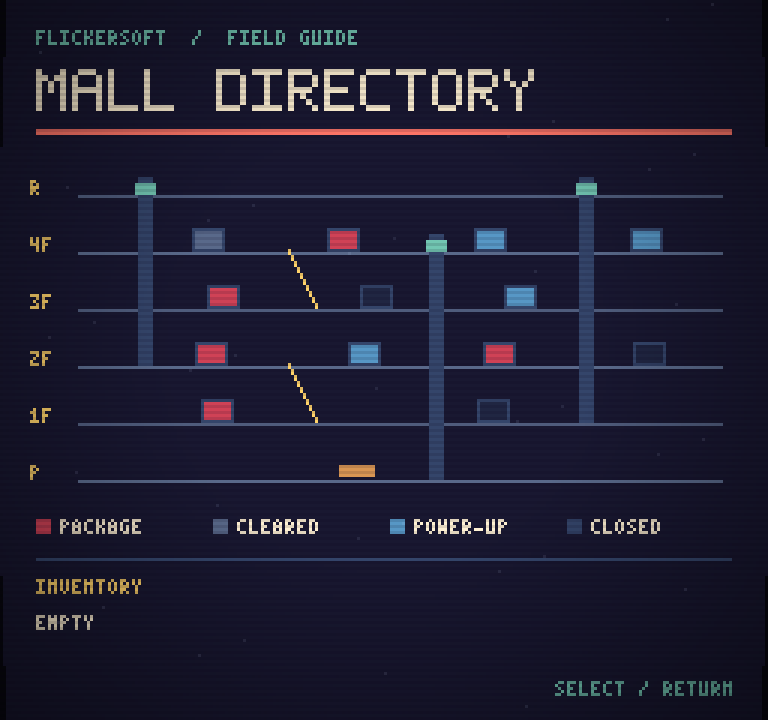 FLICKERSOFT / FIELD GUIDE
MALL DIRECTORY
R
4F
3F
2F
1F
P
PACKAGE CLEARED POWER-UP CLOSED
INVENTORY
EMPTY
SELECT / RETURN